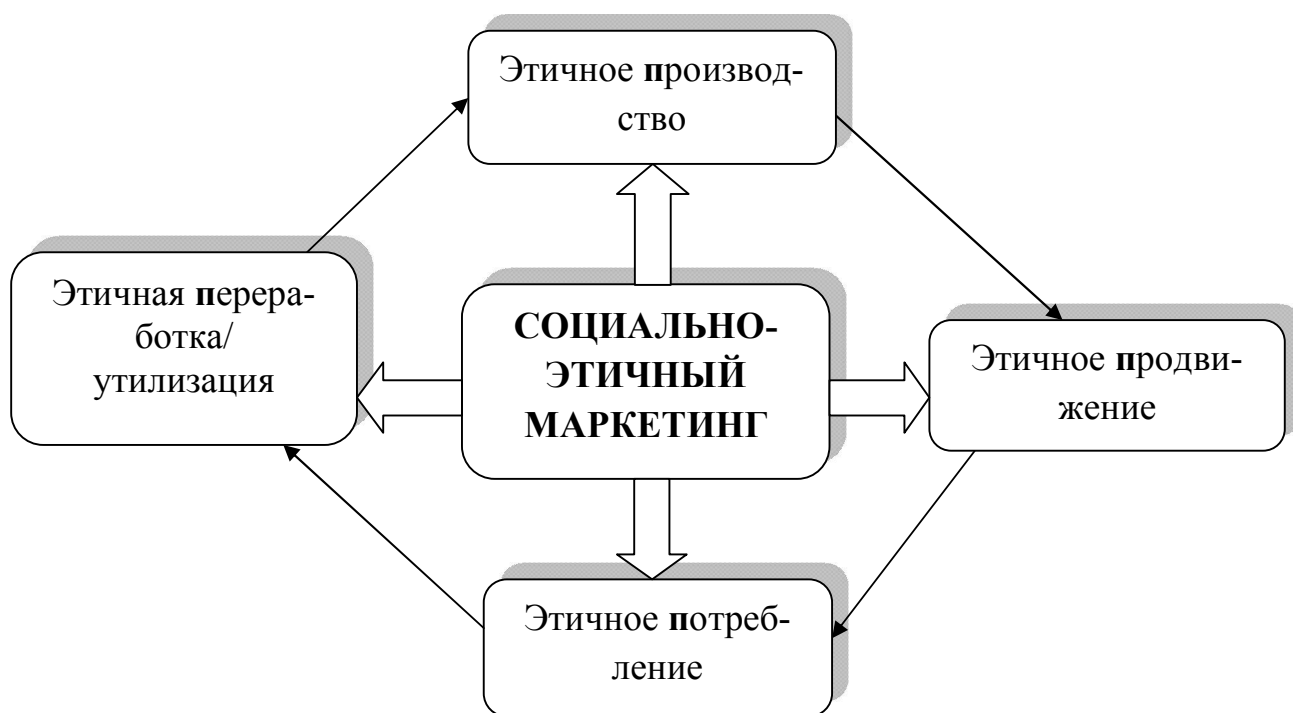 Этичное производ-
ство
Этичная перера-
ботка/
утилизация
СОЦИАЛЬНО-
ЭТИЧНЫЙ
МАРКЕТИНГ
Этичное продви-
жение
Этичное потреб-
ление